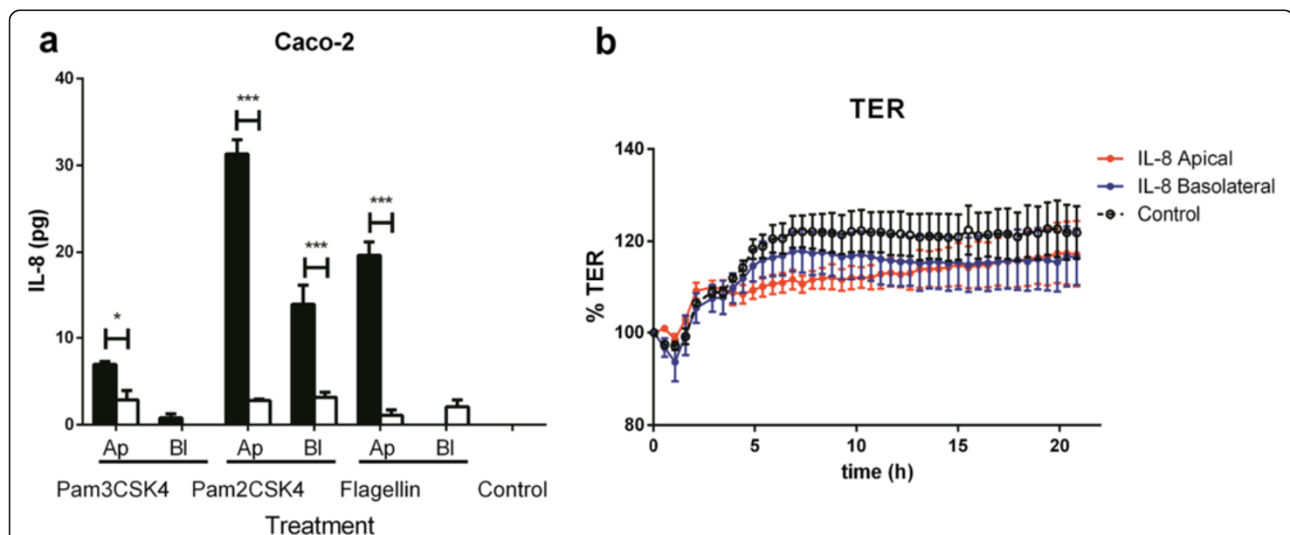 a
Caco-2
IL-8 (pg)
40
30
20
10
0
*
***
***
***
Ap Bl Ap Bl Ap Bl
Pam3CSK4 Pam2CSK4 Flagellin Control
Treatment
b
TER
% TER
140
120
100
80
0 5 10 15 20
time (h)
IL-8 Apical
IL-8 Basolateral
Control